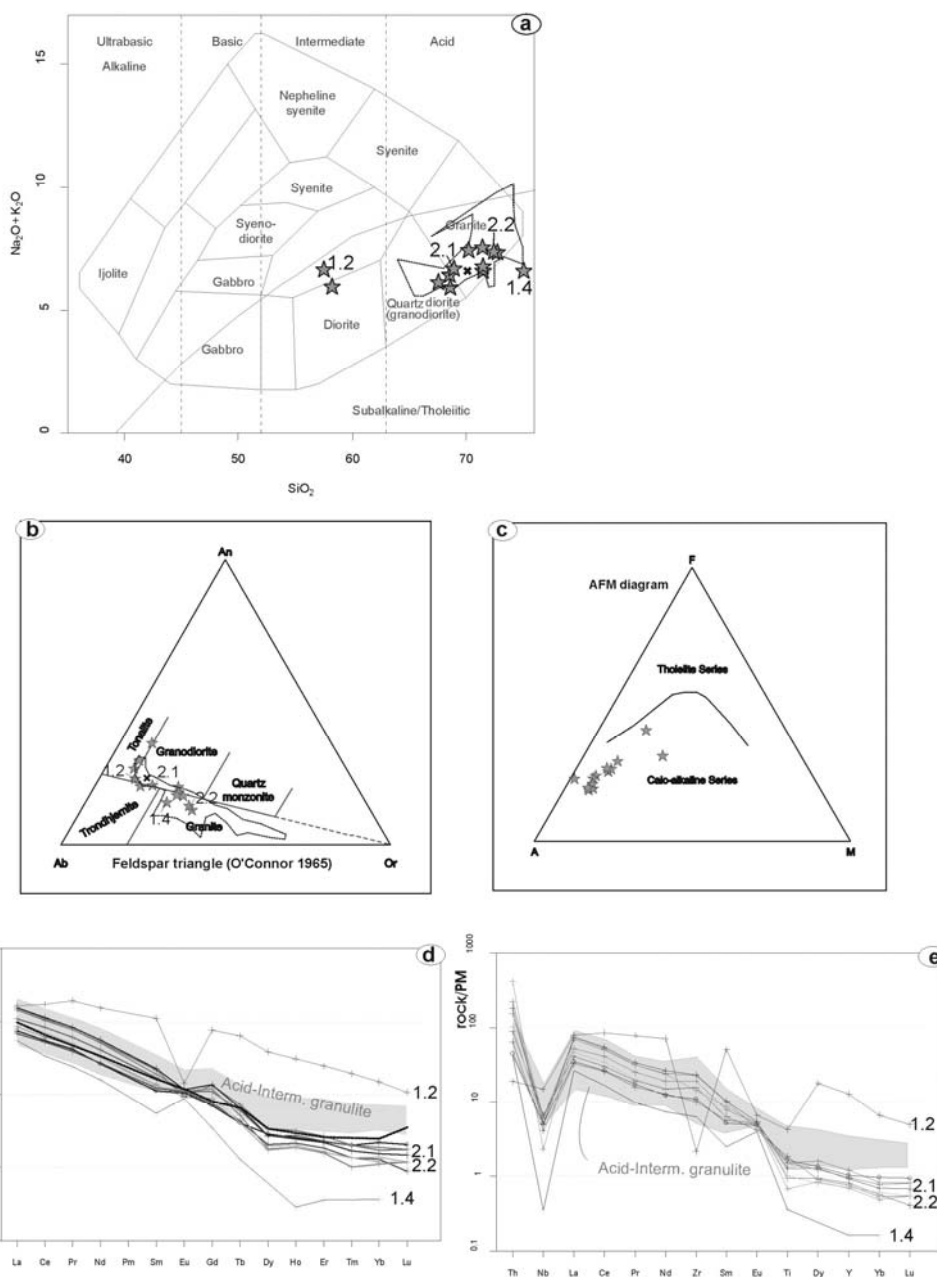 a
Ultrabasic Basic Intermediate Acid
Alkaline
Nepheline
syenite
Syenite
Syenite
Syeno-
diorite
Ijolite
Gabbro
Gabbro
Diorite
Granite
Quartz diorite
(granodiorite)
Subalkaline/Tholeiitic
1.2
2.1
2.2
1.4
15
10
5
0
Na2O+K2O
40 50 60 70
SiO2
b
An
Tonalite
Granodiorite
1.2
2.1
Quartz
monzonite
2.2
Trondhjemite
1.4
Granite
Ab
Or
Feldspar triangle (O'Connor 1965)
c
F
AFM diagram
Tholeiite Series
Calc-alkaline Series
A
M
d
Acid-Interm. granulite
1.2
2.1
2.2
1.4
La Ce Pr Nd Pm Sm Eu Gd Tb Dy Ho Er Tm Yb Lu
e
rock/PM
1000
100
10
1
0.1
Acid-Interm. granulite
1.2
2.1
2.2
1.4
Th Nb La Ce Pr Nd Zr Sm Eu Ti Dy Y Yb Lu